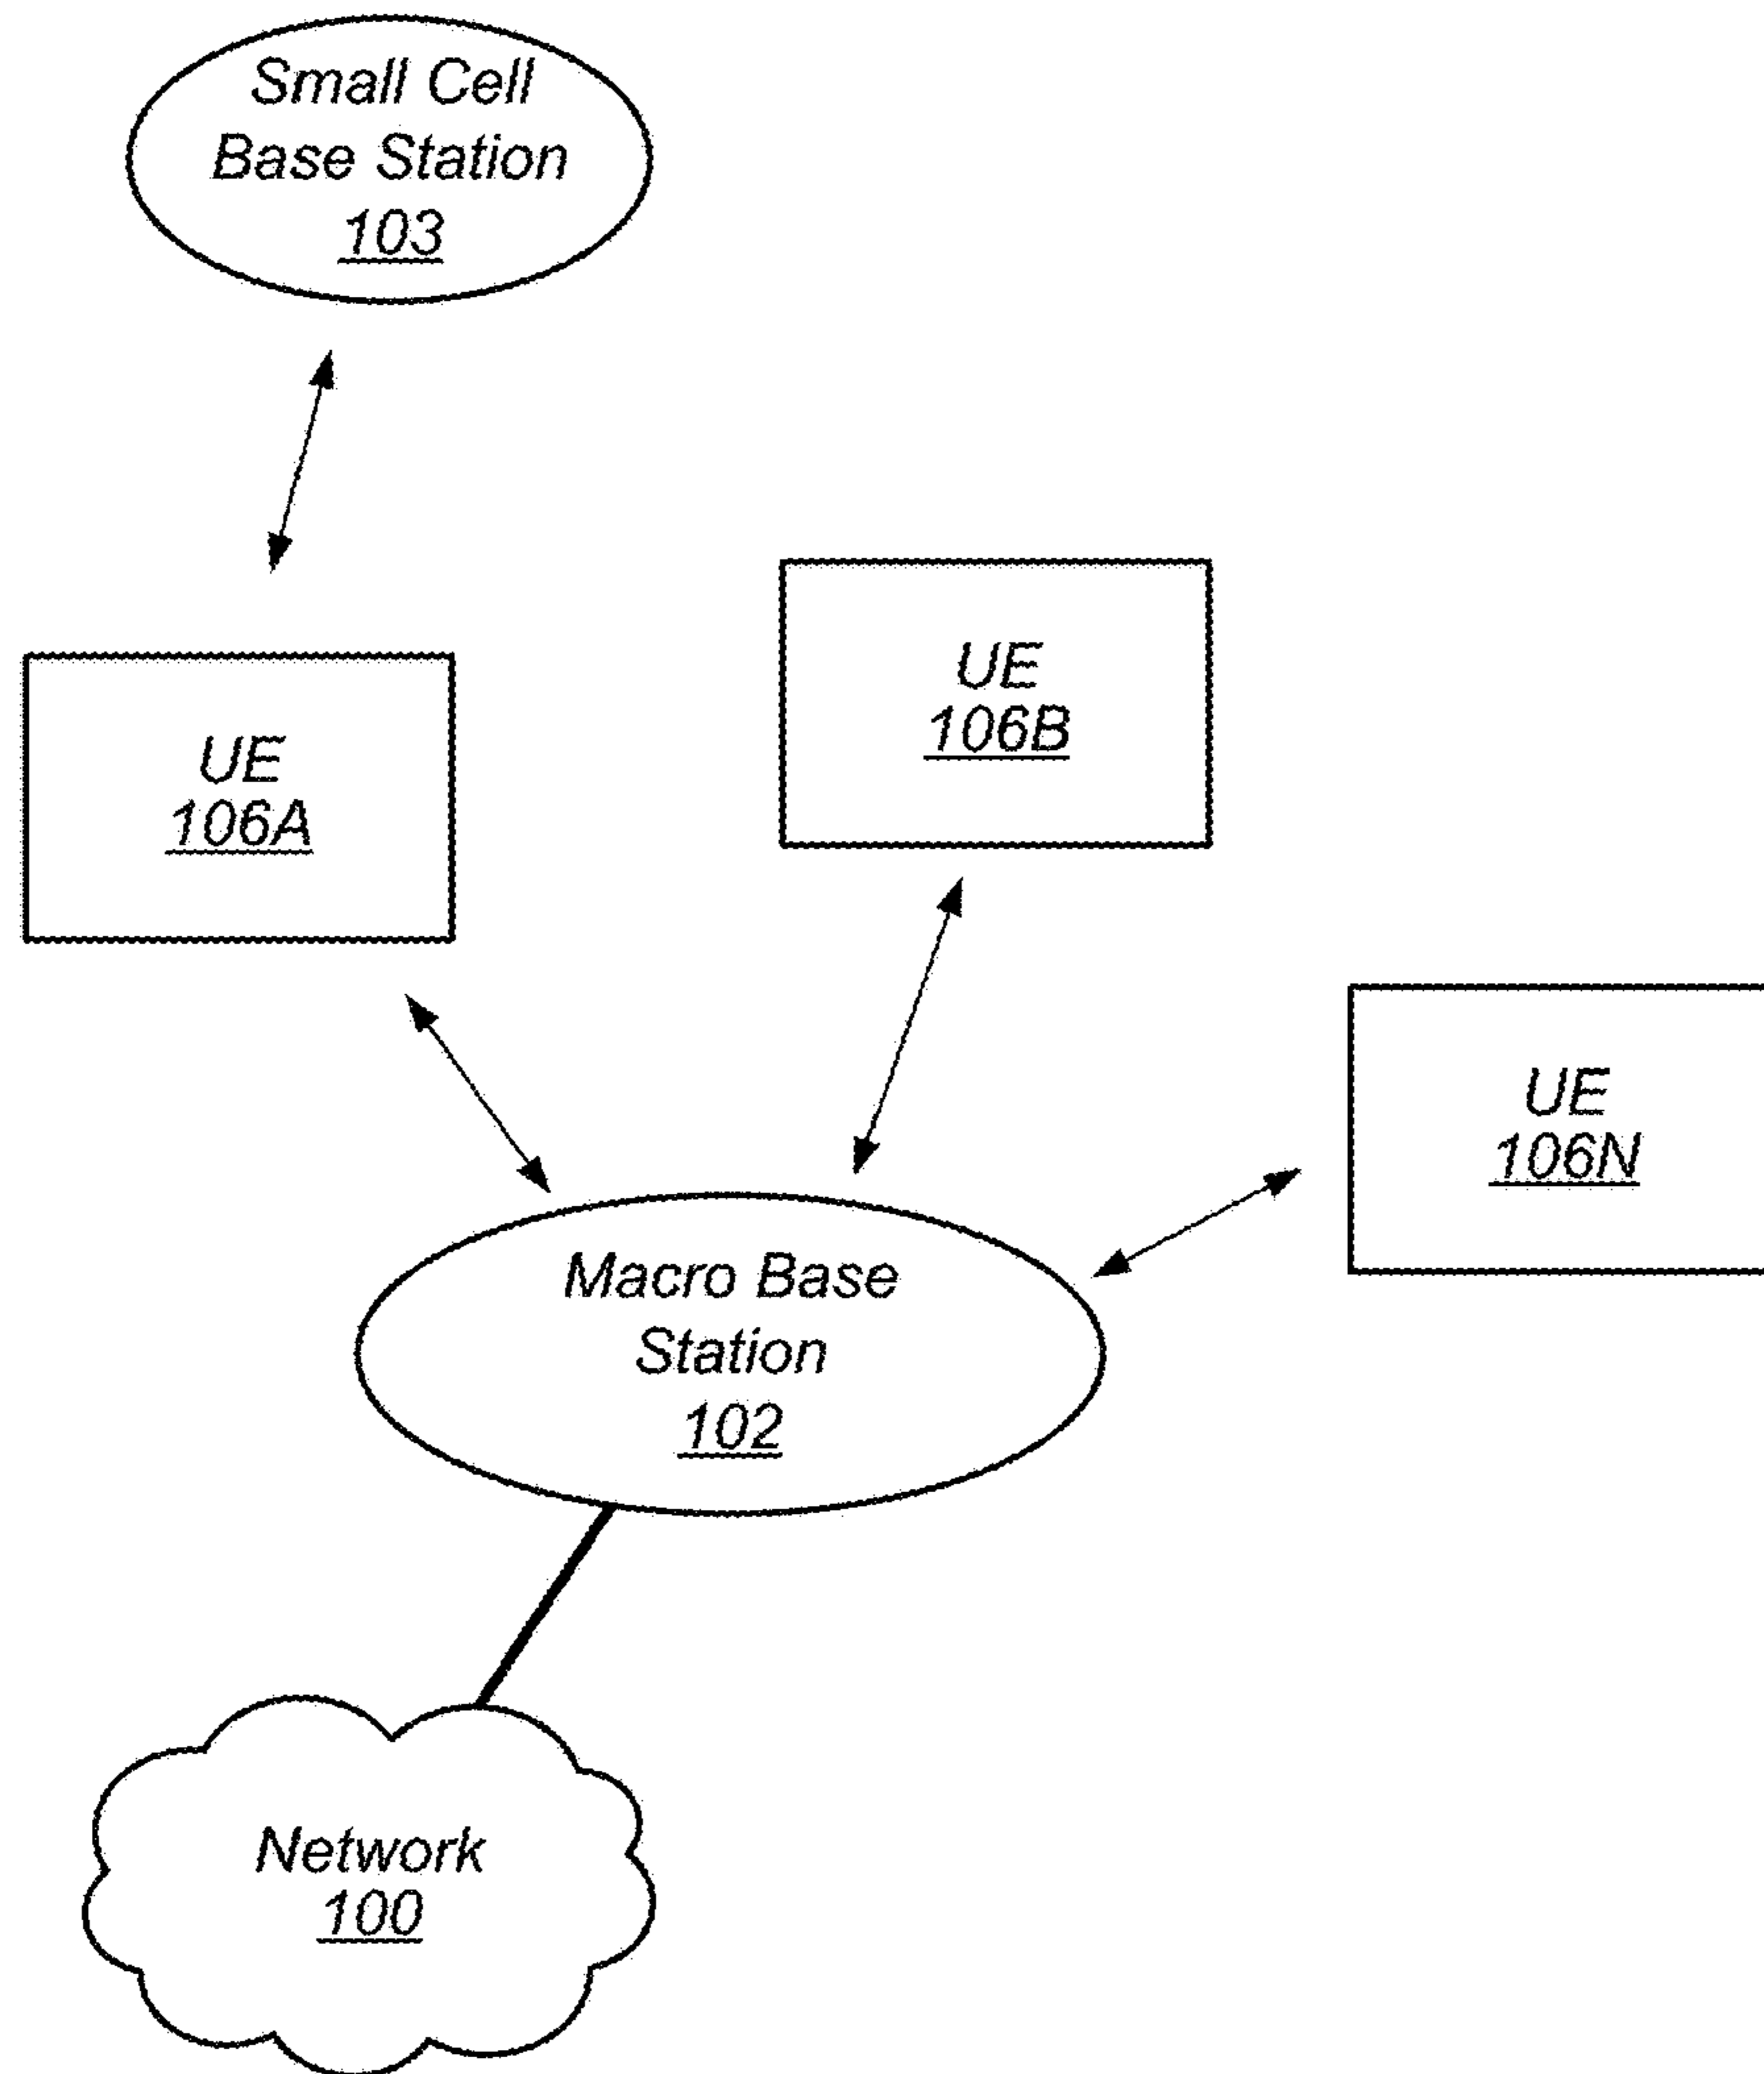 Small Cell
Base Station
103
UE
106B
UE
106A
UE
106N
Macro Base
Station
102
Network
100